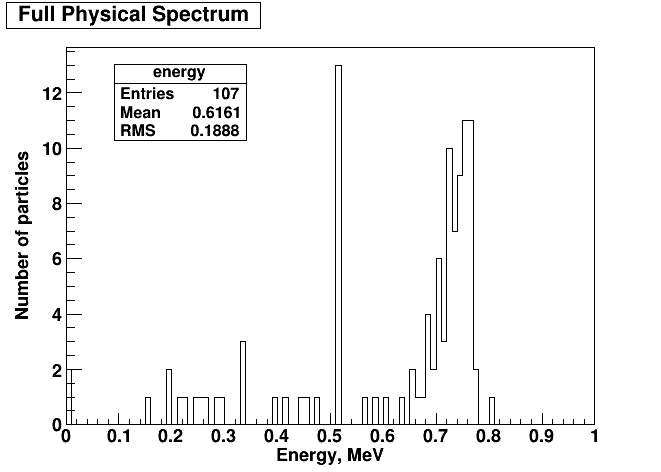 Full Physical Spectrum
energy
Entries 107
Mean 0.6161
RMS 0.1888
Number of particles
12
10
8
6
4
2
0
0 0.1 0.2 0.3 0.4 0.5 0.6 0.7 0.8 0.9 1
Energy, MeV